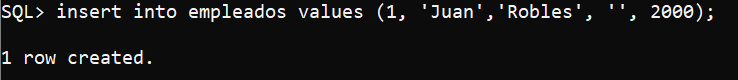 SQL> insert into empleados values (1, 'Juan','Robles', '', 2000);
1 row created.